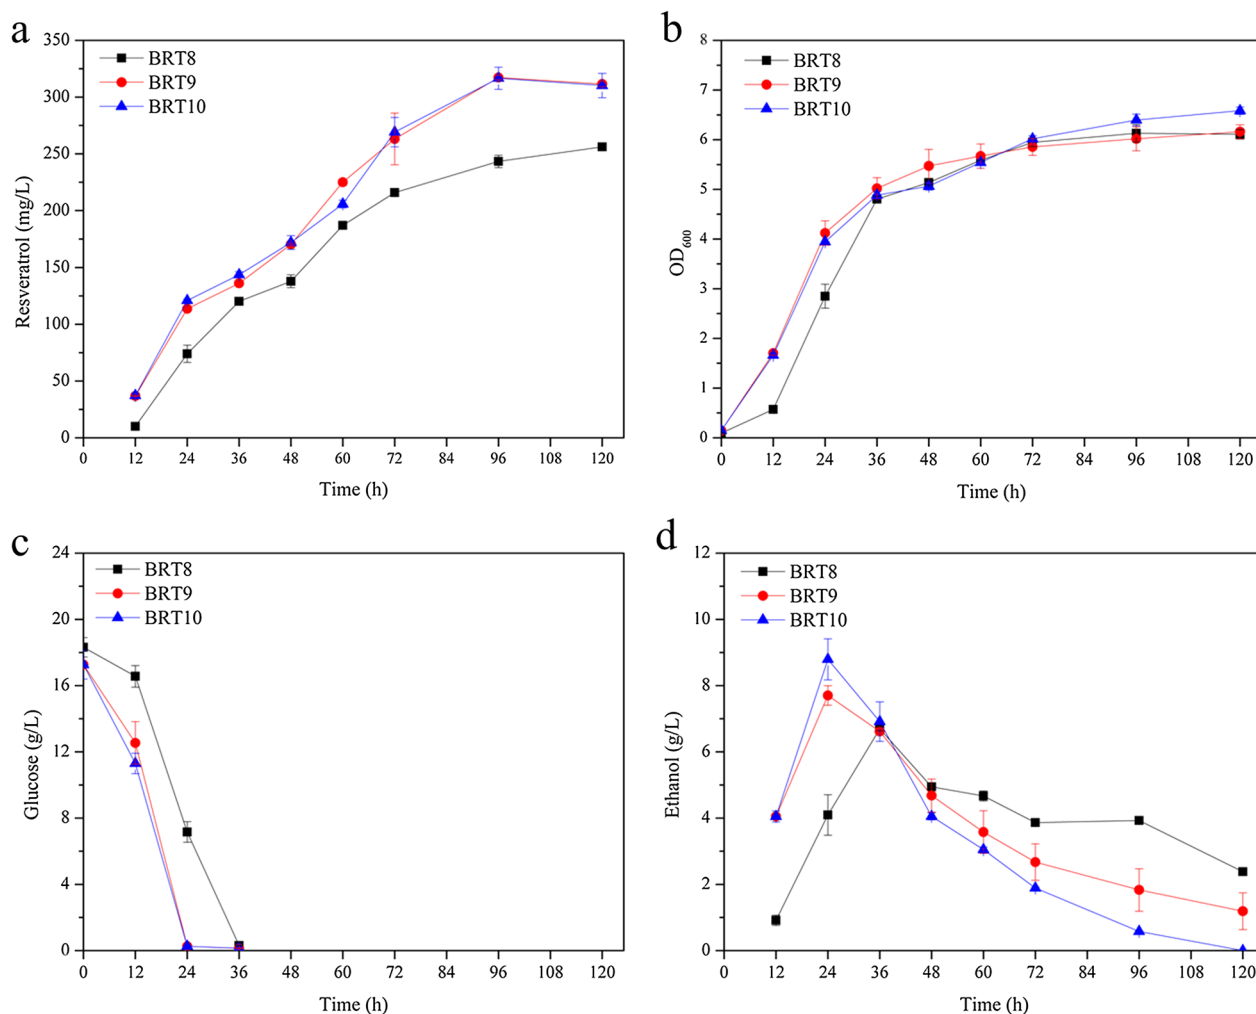 a
350
300
250
200
150
100
50
0
Resveratrol (mg/L)
BRT8
BRT9
BRT10
0 12 24 36 48 60 72 84 96 108 120
Time (h)
b
8
7
6
5
4
3
2
1
0
OD600
BRT8
BRT9
BRT10
0 12 24 36 48 60 72 84 96 108 120
Time (h)
c
24
20
16
12
8
4
0
Glucose (g/L)
BRT8
BRT9
BRT10
0 12 24 36 48 60 72 84 96 108 120
Time (h)
d
12
10
8
6
4
2
0
Ethanol (g/L)
BRT8
BRT9
BRT10
0 12 24 36 48 60 72 84 96 108 120
Time (h)